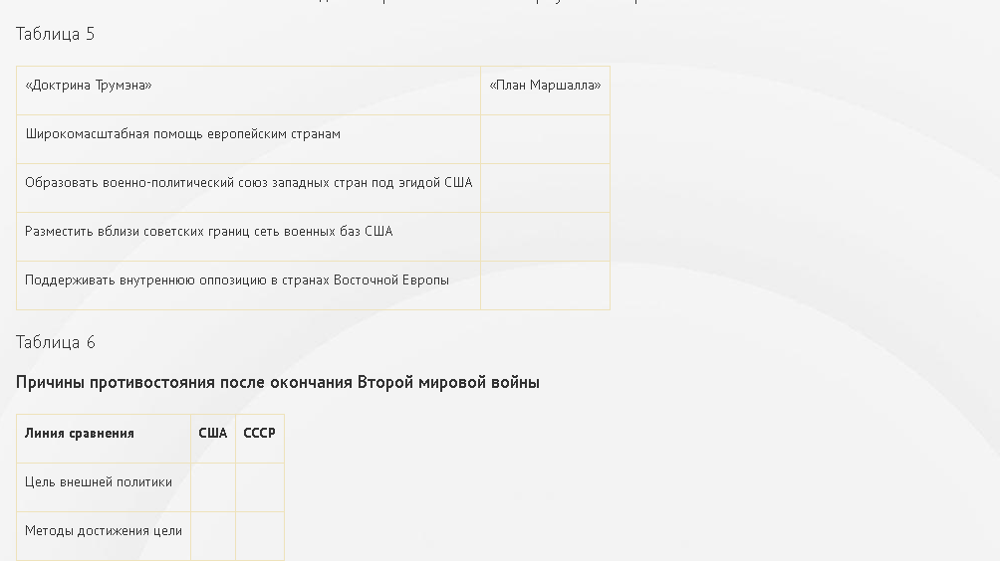 Таблица 5
«Доктрина Трумэна» «План Маршалла»
Широкомасштабная помощь европейским странам
Образовать военно-политический союз западных стран под эгидой США
Разместить вблизи советских границ сеть военных баз США
Поддерживать внутреннюю оппозицию в странах Восточной Европы
Таблица 6
Причины противостояния после окончания Второй мировой войны
Линия сравнения США СССР
Цель внешней политики
Методы достижения цели